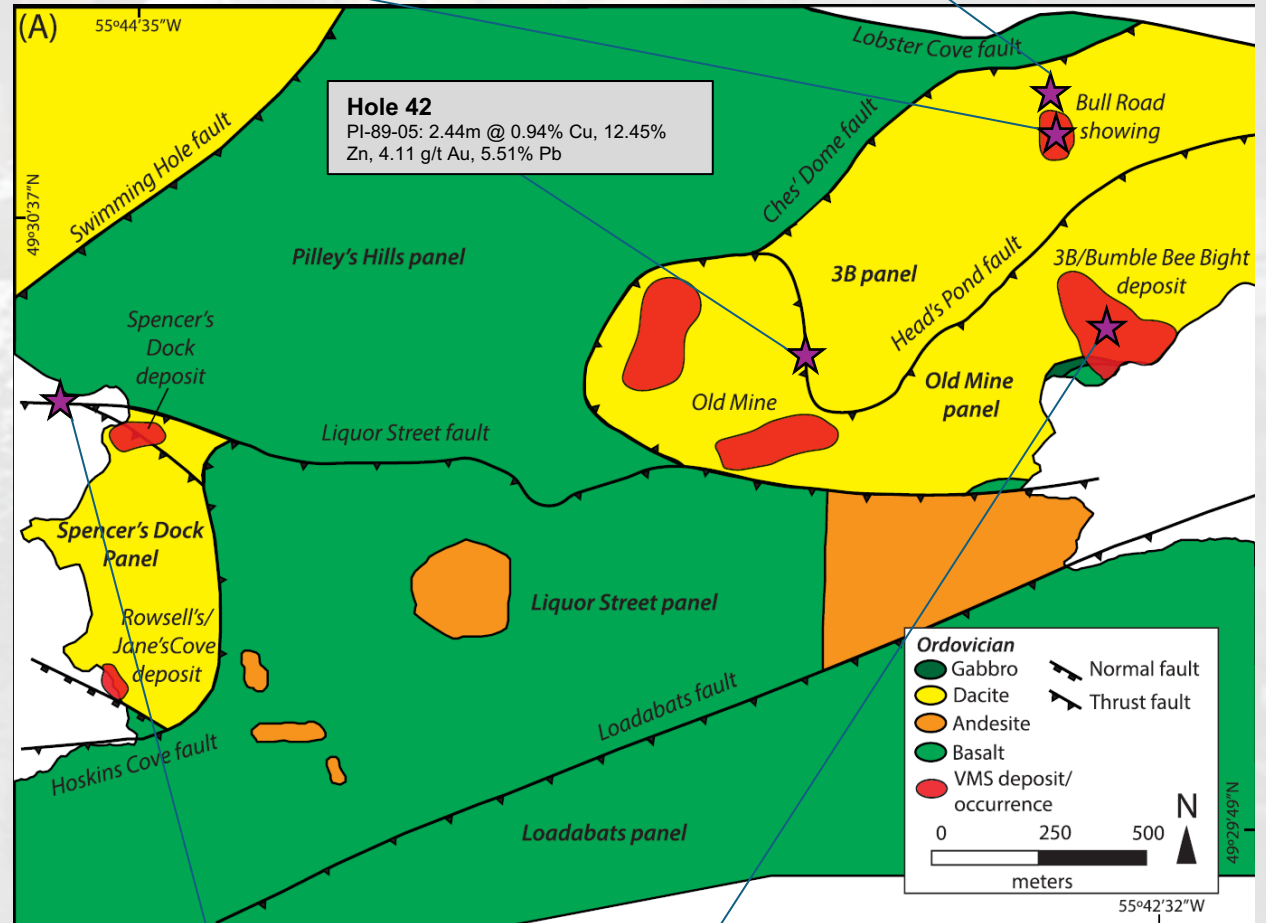 (A)
55º44'35"W
Lobster Cove fault
Hole 42
PI-89-05: 2.44m @ 0.94% Cu, 12.45%
Zn, 4.11 g/t Au, 5.51% Pb
Bull Road
showing
Swimming Hole fault
Ches' Dome fault
49º30'37"N
Pilley's Hills panel
3B panel
Head's Pond fault
3B/Bumble Bee Bight
deposit
Spencer's
Dock
deposit
Old Mine
Old Mine
panel
Liquor Street fault
Spencer's Dock
Panel
Liquor Street panel
Rowsell's/
Jane'sCove
deposit
Hoskins Cove fault
Loadabats fault
Loadabats panel
Ordovician
Gabbro
Dacite
Andesite
Basalt
VMS deposit/
occurrence
Normal fault
Thrust fault
N
0 250 500
meters
49º29'49"N
55º42'32"W